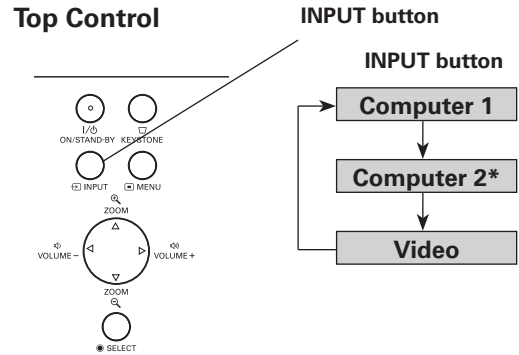 Top Control
INPUT button
INPUT button
Computer 1
Computer 2*
Video
ON/STAND-BY KEYSTONE
INPUT MENU
ZOOM
VOLUME – VOLUME +
ZOOM
SELECT